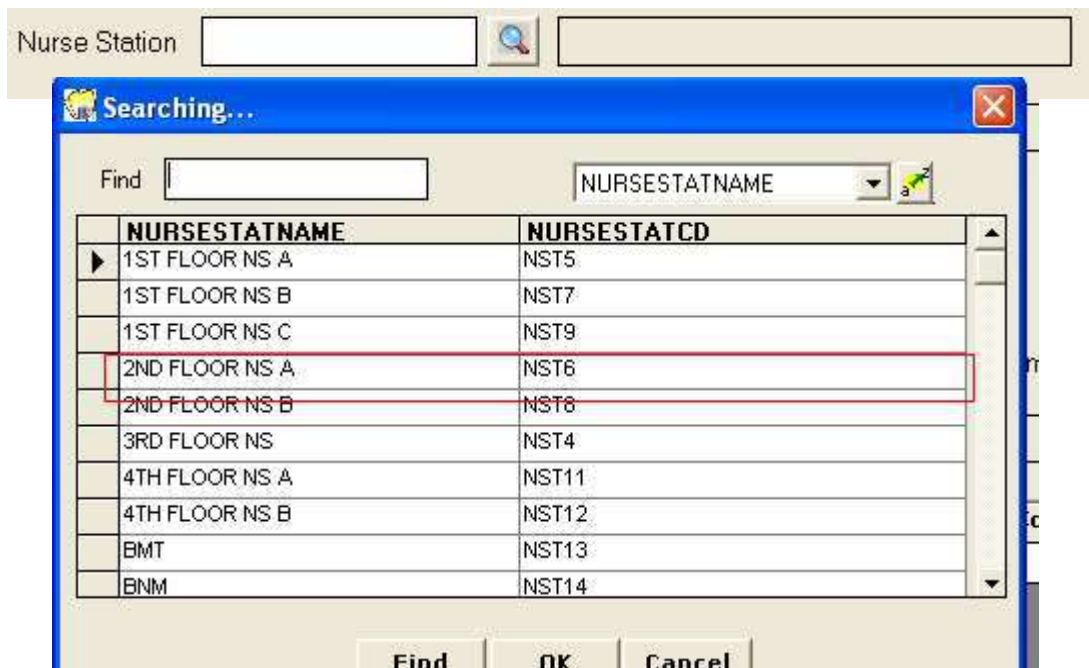 Nurse Station
Searching...
Find NURSESTATNAME
NURSESTATNAME NURSESTATCD
1ST FLOOR NS A NST5
1ST FLOOR NS B NST7
1ST FLOOR NS C NST9
2ND FLOOR NS A NST6
2ND FLOOR NS B NST8
3RD FLOOR NS NST4
4TH FLOOR NS A NST11
4TH FLOOR NS B NST12
BMT NST13
BNM NST14
Find OK Cancel